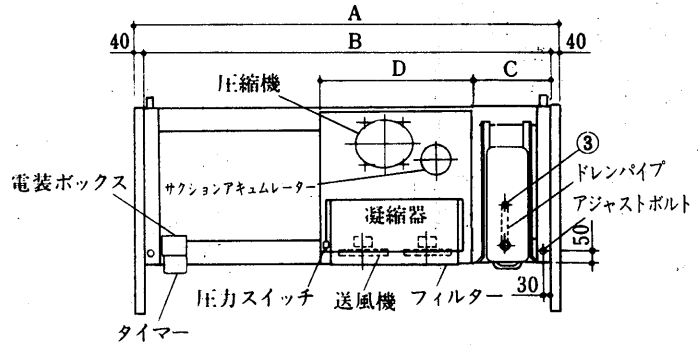 A
40 B 40
D C
圧縮機
③
電装ボックス
サクションアキュムレーター
ドレンパイプ
アジャストボルト
凝縮器
50
30
圧力スイッチ 送風機 フィルター
タイマー